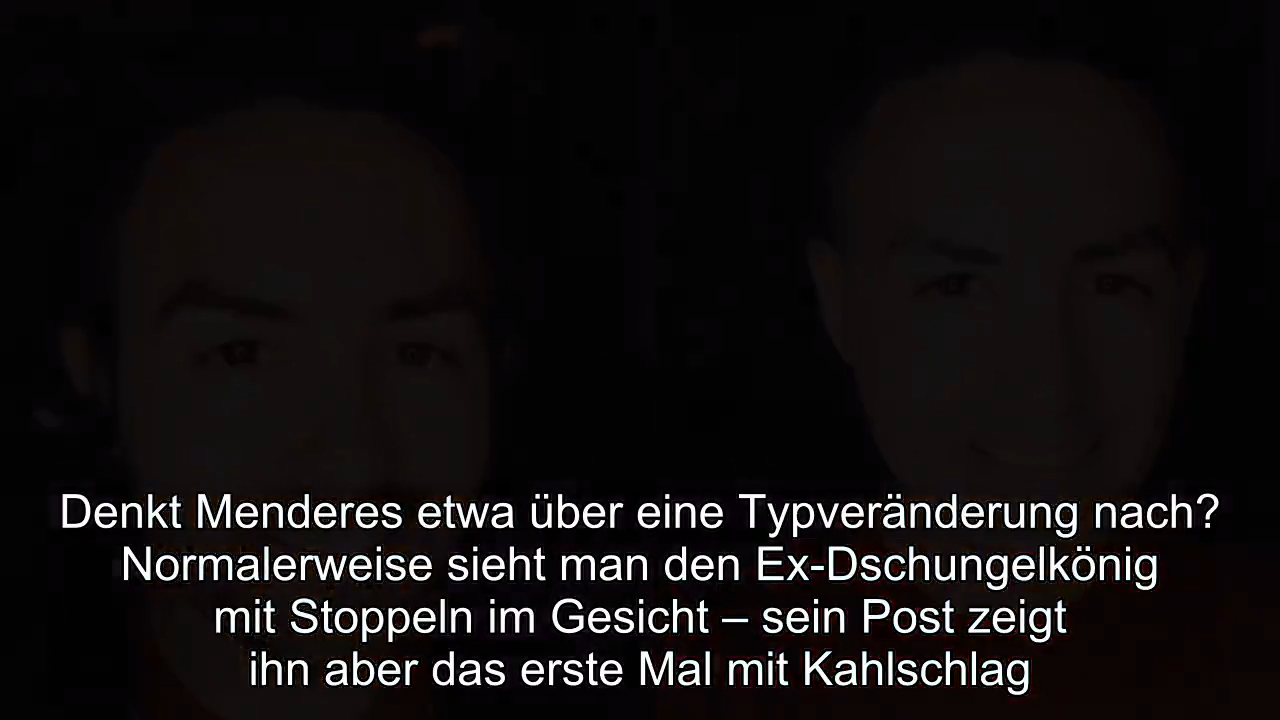 Denkt Menderes etwa über eine Typveränderung nach?
Normalerweise sieht man den Ex-Dschungelkönig
mit Stoppeln im Gesicht – sein Post zeigt
ihn aber das erste Mal mit Kahlschlag